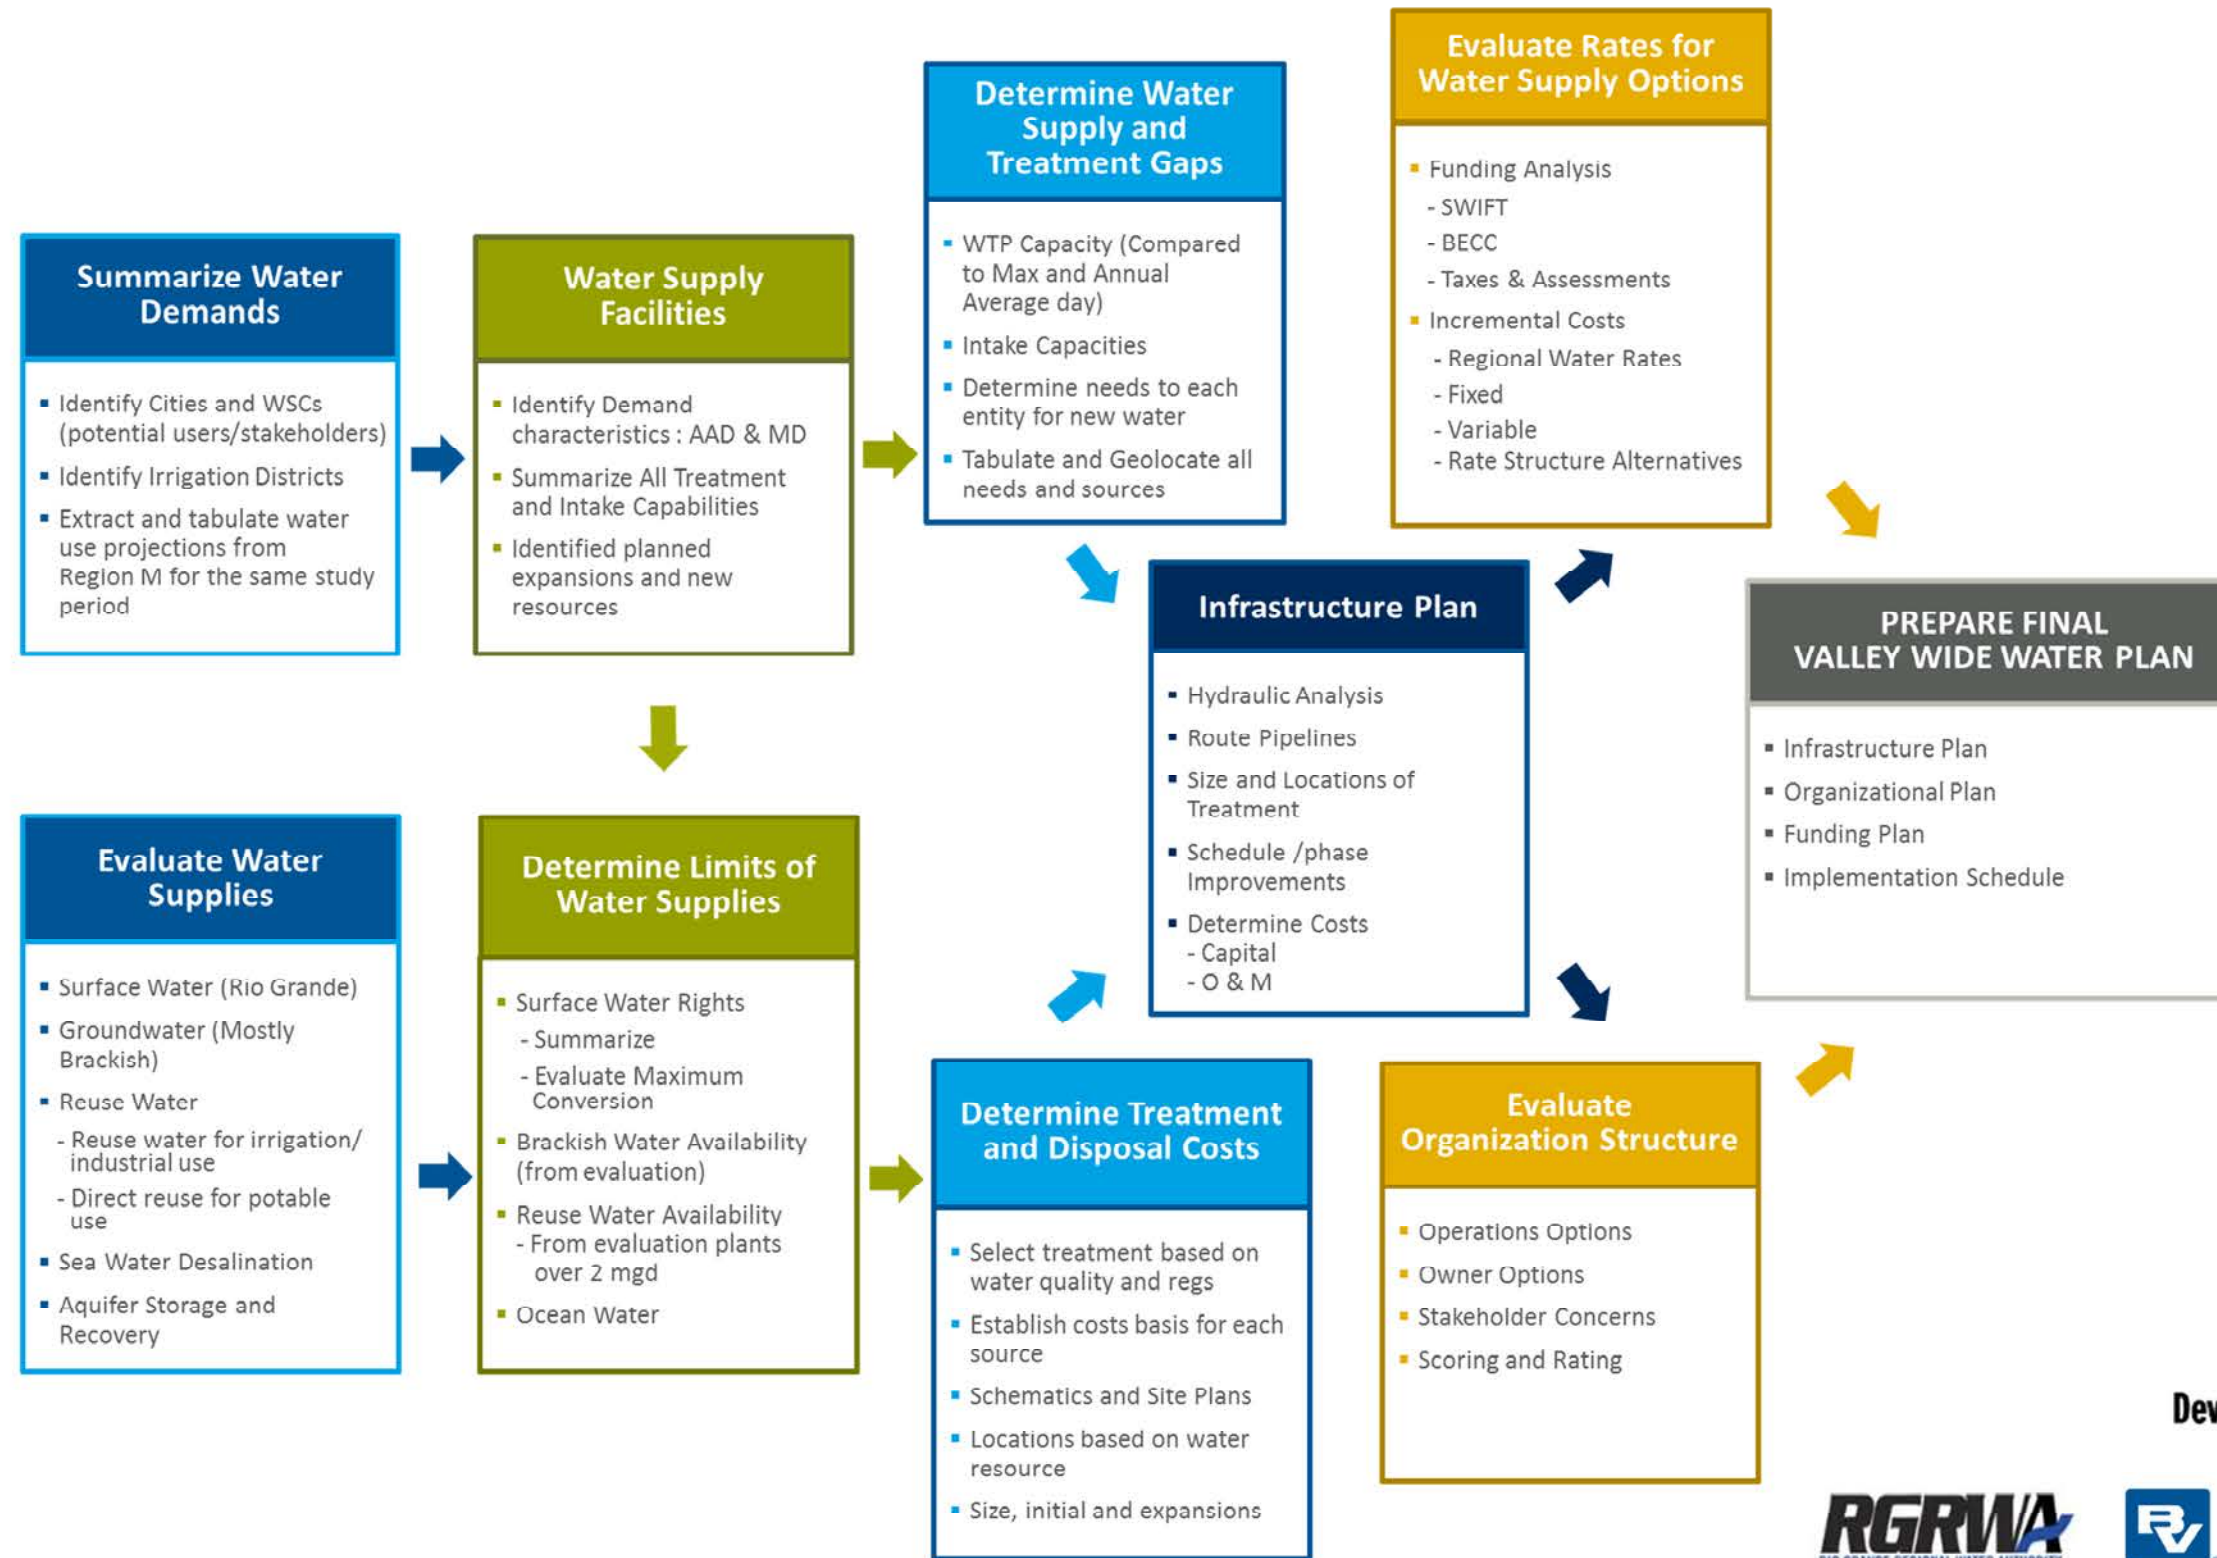 Summarize Water
Demands
▪ Identify Cities and WSCs
(potential users/stakeholders)
▪ Identify Irrigation Districts
▪ Extract and tabulate water
use projections from
Region M for the same study
period
Water Supply
Facilities
▪ Identify Demand
characteristics : AAD & MD
▪ Summarize All Treatment
and Intake Capabilities
▪ Identified planned
expansions and new
resources
Determine Water
Supply and
Treatment Gaps
▪ WTP Capacity (Compared
to Max and Annual
Average day)
▪ Intake Capacities
▪ Determine needs to each
entity for new water
▪ Tabulate and Geolocate all
needs and sources
Evaluate Rates for
Water Supply Options
▪ Funding Analysis
- SWIFT
- BECC
- Taxes & Assessments
▪ Incremental Costs
- Regional Water Rates
- Fixed
- Variable
- Rate Structure Alternatives
Infrastructure Plan
▪ Hydraulic Analysis
▪ Route Pipelines
▪ Size and Locations of
Treatment
▪ Schedule /phase
Improvements
▪ Determine Costs
- Capital
- O & M
PREPARE FINAL
VALLEY WIDE WATER PLAN
▪ Infrastructure Plan
▪ Organizational Plan
▪ Funding Plan
▪ Implementation Schedule
Evaluate Water
Supplies
▪ Surface Water (Rio Grande)
▪ Groundwater (Mostly
Brackish)
▪ Reuse Water
- Reuse water for irrigation/
industrial use
- Direct reuse for potable
use
▪ Sea Water Desalination
▪ Aquifer Storage and
Recovery
Determine Limits of
Water Supplies
▪ Surface Water Rights
- Summarize
- Evaluate Maximum
Conversion
▪ Brackish Water Availability
(from evaluation)
▪ Reuse Water Availability
- From evaluation plants
over 2 mgd
▪ Ocean Water
Determine Treatment
and Disposal Costs
▪ Select treatment based on
water quality and regs
▪ Establish costs basis for each
source
▪ Schematics and Site Plans
▪ Locations based on water
resource
▪ Size, initial and expansions
Evaluate
Organization Structure
▪ Operations Options
▪ Owner Options
▪ Stakeholder Concerns
▪ Scoring and Rating
Dev
RGRWA
BV